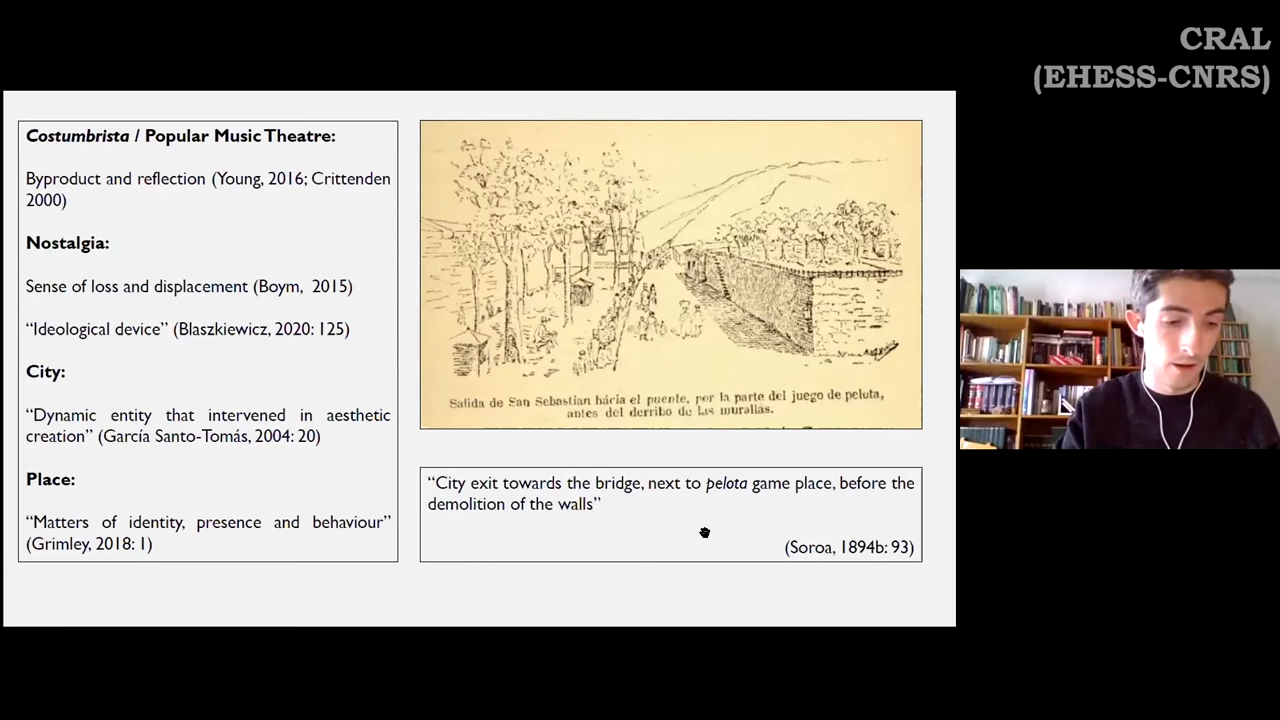 CRAL
(EHESS-CNRS)
Costumbrista / Popular Music Theatre:
Byproduct and reflection (Young, 2016; Crittenden
2000)
Nostalgia:
Sense of loss and displacement (Boym, 2015)
“Ideological device” (Blaszkiewicz, 2020: 125)
City:
“Dynamic entity that intervened in aesthetic
creation” (García Santo-Tomás, 2004: 20)
Place:
“Matters of identity, presence and behaviour”
(Grimley, 2018: 1)
Salida de San Sebastian hácia el puente, por la parte del juego de pelota,
antes del derribo de las murallas.
“City exit towards the bridge, next to pelota game place, before the
demolition of the walls”
(Soroa, 1894b: 93)